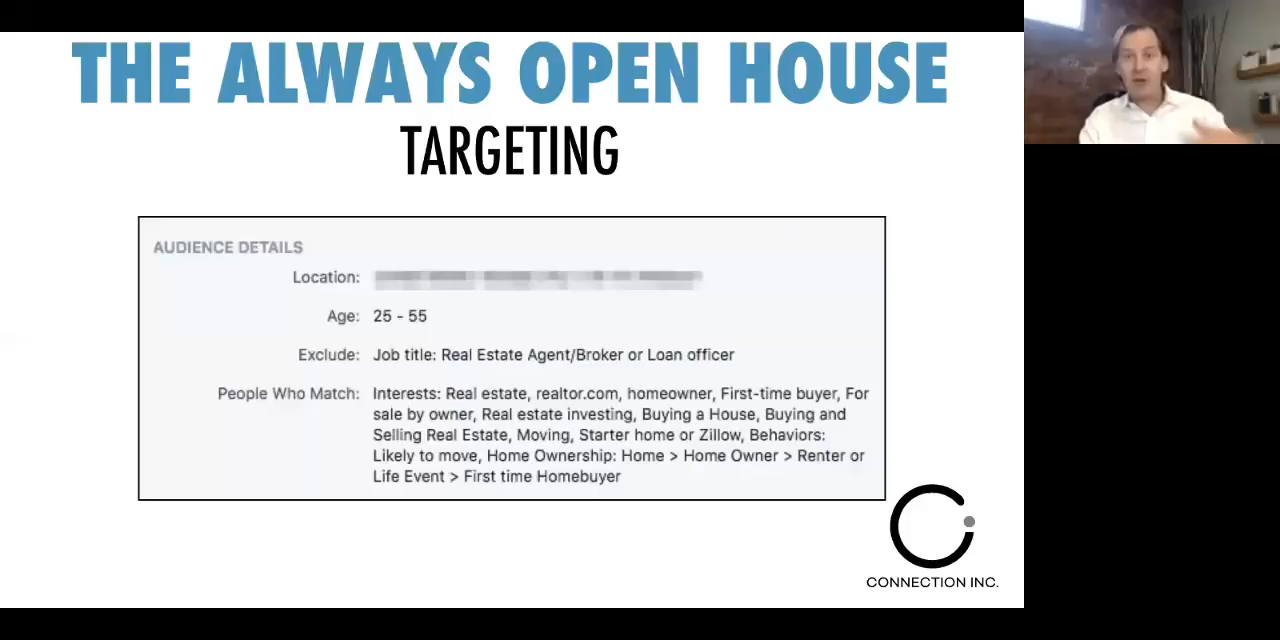 THE ALWAYS OPEN HOUSE
TARGETING
AUDIENCE DETAILS
Location:
Age: 25 - 55
Exclude: Job title: Real Estate Agent/Broker or Loan officer
People Who Match: Interests: Real estate, realtor.com, homeowner, First-time buyer, For
sale by owner, Real estate investing, Buying a House, Buying and
Selling Real Estate, Moving, Starter home or Zillow, Behaviors:
Likely to move, Home Ownership: Home > Home Owner > Renter or
Life Event > First time Homebuyer
CONNECTION INC.